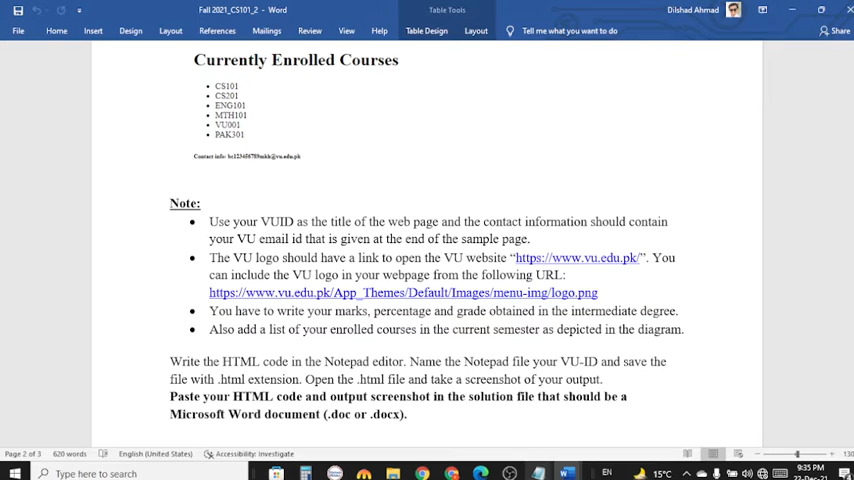 Fall 2021_CS101_2 - Word
Table Tools
Dilshad Ahmad
File Home Insert Design Layout References Mailings Review View Help Table Design Layout Tell me what you want to do Share
Currently Enrolled Courses
• CS101
• CS201
• ENG101
• MTH101
• VU001
• PAK301
Contact info: bc123456789mkh@vu.edu.pk
Note:
• Use your VUID as the title of the web page and the contact information should contain
your VU email id that is given at the end of the sample page.
• The VU logo should have a link to open the VU website “https://www.vu.edu.pk/”. You
can include the VU logo in your webpage from the following URL:
https://www.vu.edu.pk/App_Themes/Default/Images/menu-img/logo.png
• You have to write your marks, percentage and grade obtained in the intermediate degree.
• Also add a list of your enrolled courses in the current semester as depicted in the diagram.
Write the HTML code in the Notepad editor. Name the Notepad file your VU-ID and save the
file with .html extension. Open the .html file and take a screenshot of your output.
Paste your HTML code and output screenshot in the solution file that should be a
Microsoft Word document (.doc or .docx).
Page 2 of 3 620 words English (United States) Accessibility: Investigate 130
Type here to search
EN 15°C
9:35 PM
22-Dec-21